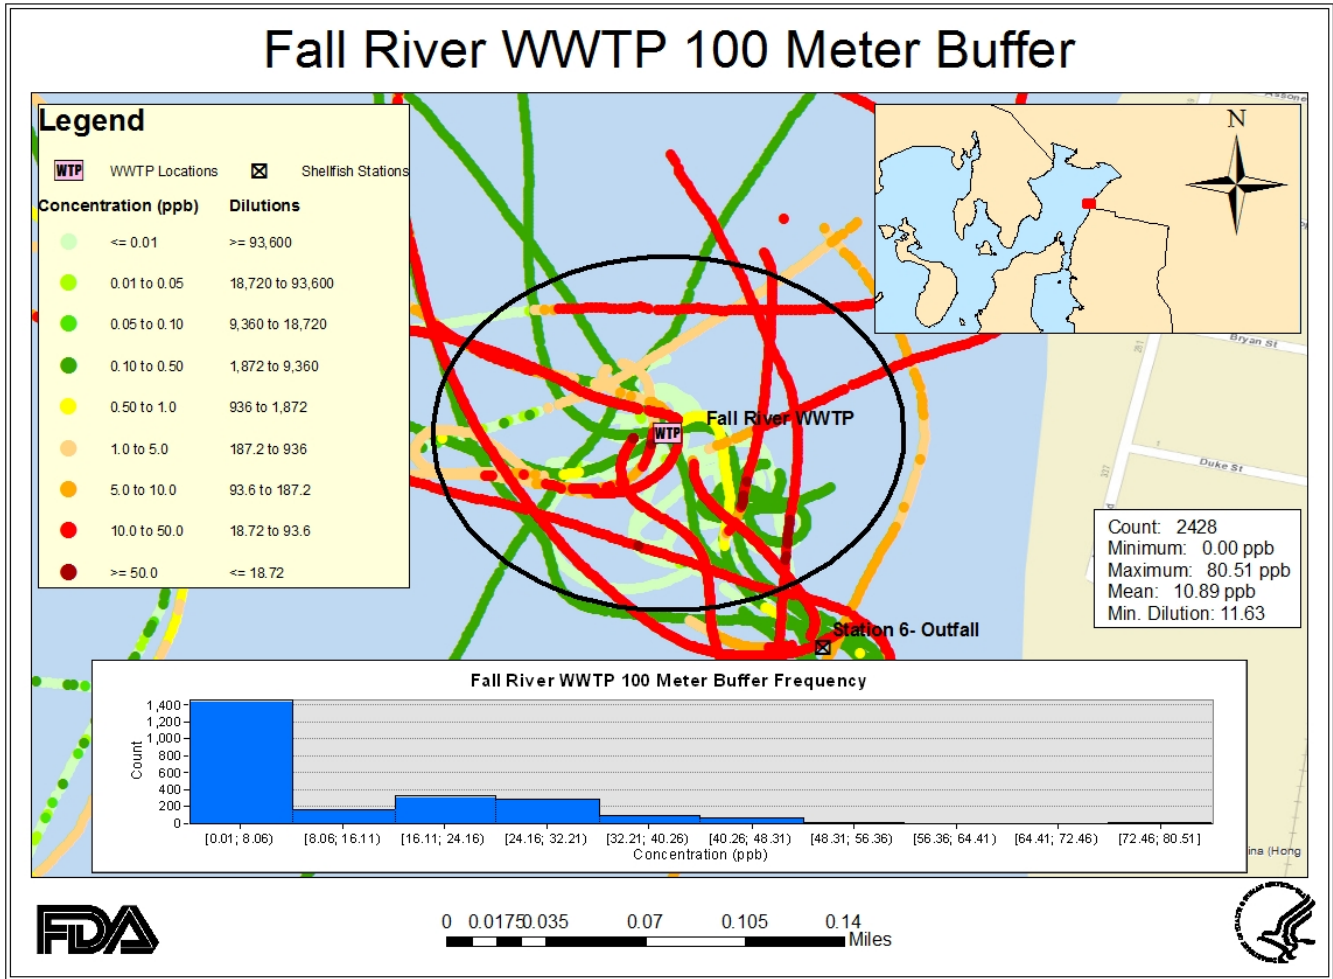 Fall River WWTP 100 Meter Buffer
Legend
WTP WWTP Locations Shellfish Stations
Concentration (ppb) Dilutions
<= 0.01 >= 93,600
0.01 to 0.05 18,720 to 93,600
0.05 to 0.10 9,360 to 18,720
0.10 to 0.50 1,872 to 9,360
0.50 to 1.0 936 to 1,872
1.0 to 5.0 187.2 to 936
5.0 to 10.0 93.6 to 187.2
10.0 to 50.0 18.72 to 93.6
>= 50.0 <= 18.72
N
Bryan St
Fall River WWTP
WTP
Duke St
Count: 2428
Minimum: 0.00 ppb
Maximum: 80.51 ppb
Mean: 10.89 ppb
Min. Dilution: 11.63
Station 6- Outfall
Fall River WWTP 100 Meter Buffer Frequency
Count
1,400
1,200
1,000
800
600
400
200
0
[0.01; 8.06) [8.06; 16.11) [16.11; 24.16) [24.16; 32.21) [32.21; 40.26) [40.26; 48.31) [48.31; 56.36) [56.36; 64.41) [64.41; 72.46) [72.46; 80.51]
Concentration (ppb)
ina (Hong
FDA
0 0.0175 0.035 0.07 0.105 0.14
Miles